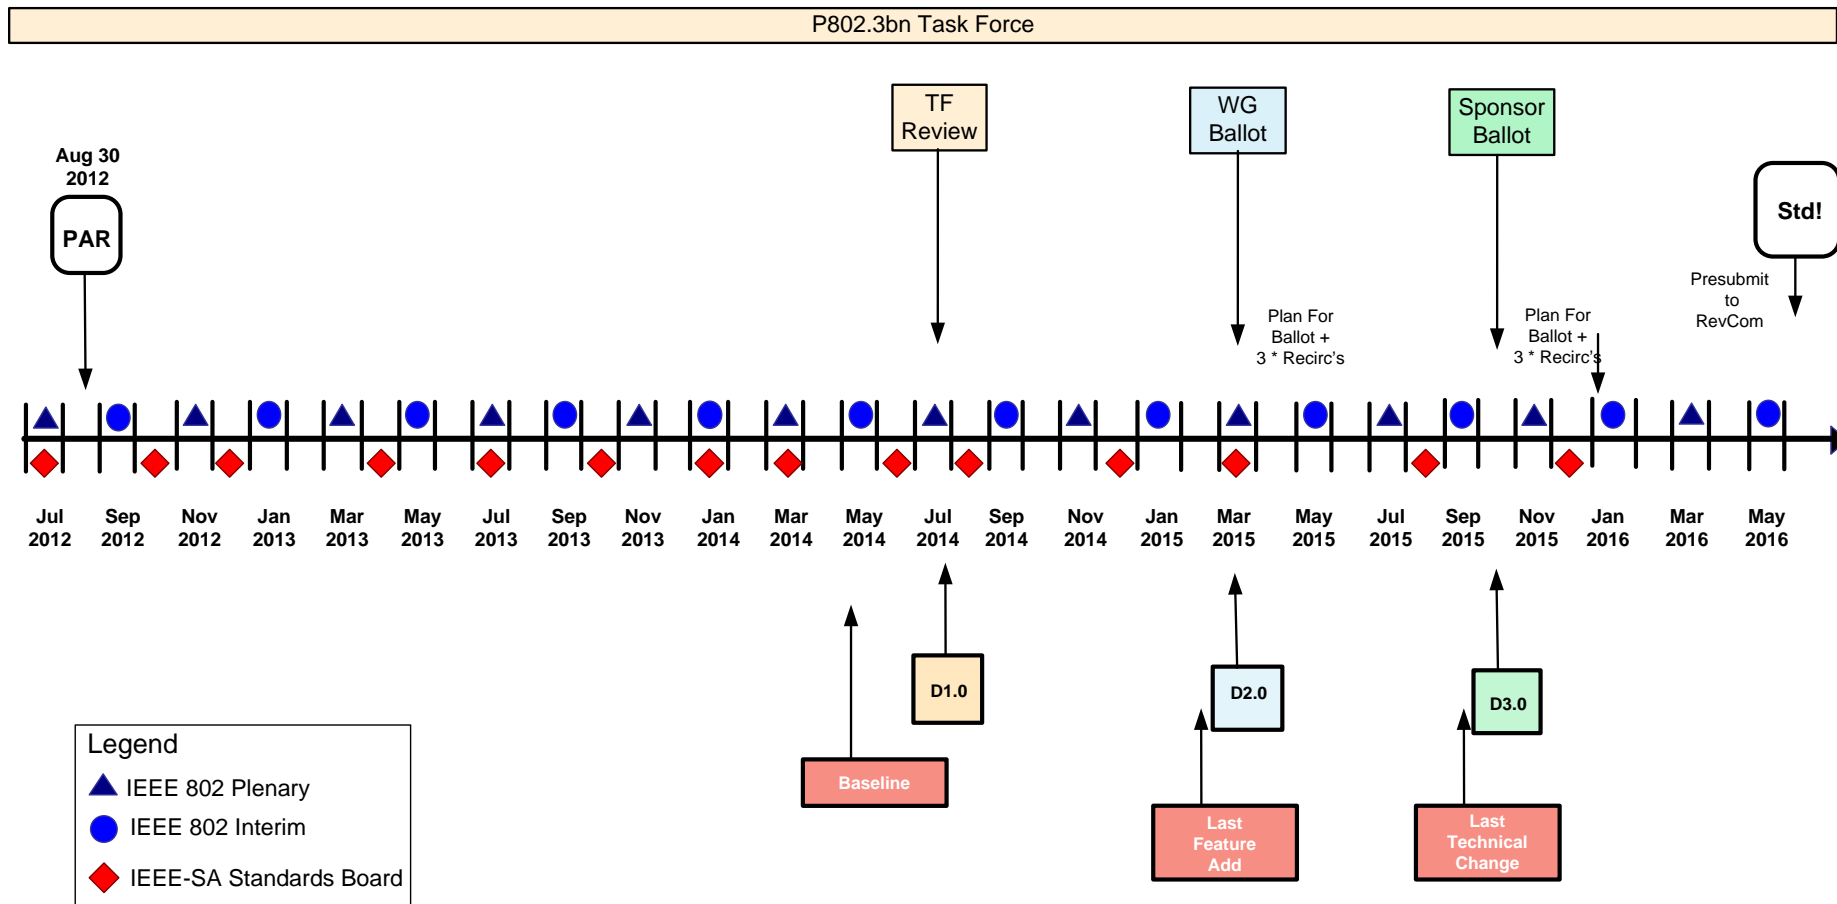 P802.3bn Task Force
TF
Review
WG
Ballot
Sponsor
Ballot
Aug 30
2012
PAR
Std!
Presubmit
to
RevCom
Plan For
Ballot +
3 * Recirc's
Plan For
Ballot +
3 * Recirc's
Jul
2012
Sep
2012
Nov
2012
Jan
2013
Mar
2013
May
2013
Jul
2013
Sep
2013
Nov
2013
Jan
2014
Mar
2014
May
2014
Jul
2014
Sep
2014
Nov
2014
Jan
2015
Mar
2015
May
2015
Jul
2015
Sep
2015
Nov
2015
Jan
2016
Mar
2016
May
2016
D1.0
D2.0
D3.0
Baseline
Last
Feature
Add
Last
Technical
Change
Legend
IEEE 802 Plenary
IEEE 802 Interim
IEEE-SA Standards Board